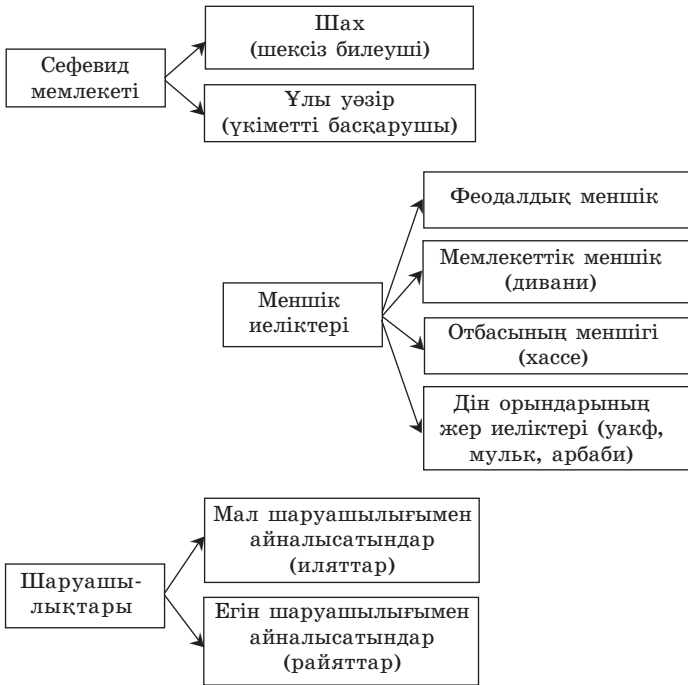 Сефевид
мемлекеті
Шах
(шексіз билеуші)
Ұлы уәзір
(үкіметті басқарушы)
Меншік
иеліктері
Феодалдық меншік
Мемлекеттік меншік
(дивани)
Отбасының меншігі
(хассе)
Дін орындарының
жер иеліктері (уакф,
мульк, арбаби)
Шаруашы-
лықтары
Мал шаруашылығымен
айналысатындар
(иляттар)
Егін шаруашылығымен
айналысатындар
(райяттар)